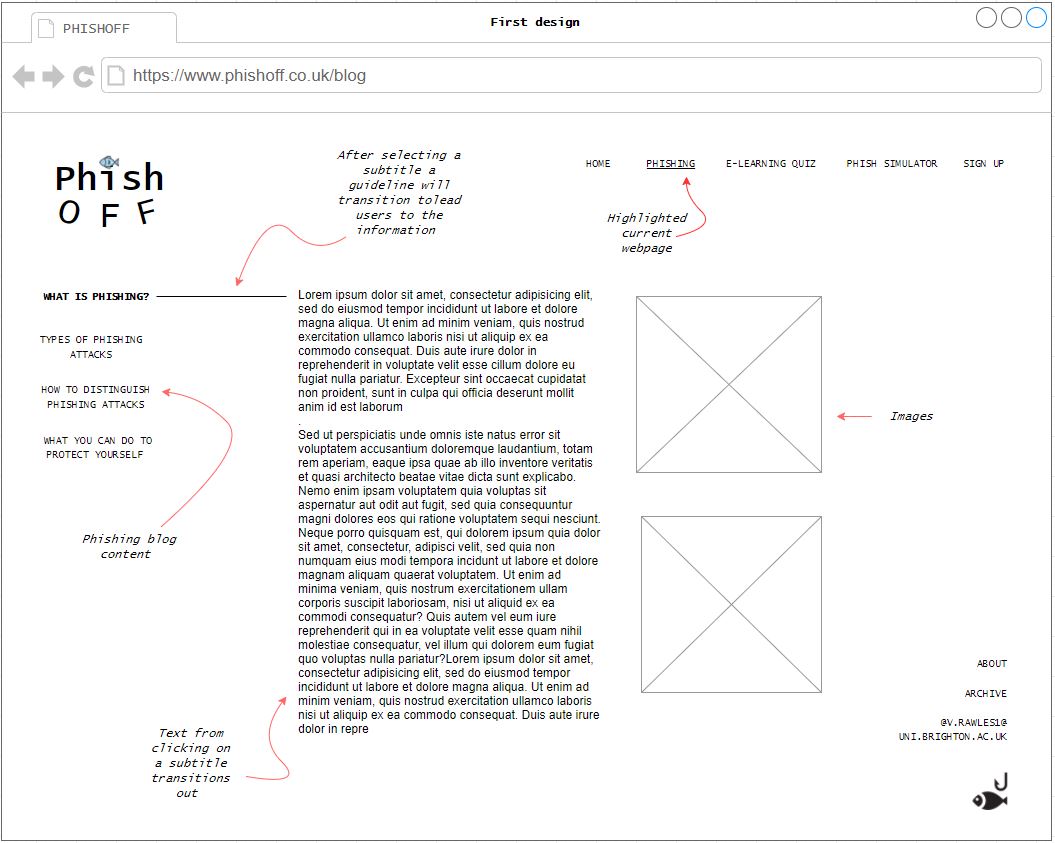 First design
PHISHOFF
https://www.phishoff.co.uk/blog
Phish
OFF
HOME
PHISHING
E-LEARNING QUIZ
PHISH SIMULATOR
SIGN UP
After selecting a
subtitle a
guideline will
transition tolead
users to the
information
Highlighted
current
webpage
WHAT IS PHISHING?
TYPES OF PHISHING
ATTACKS
HOW TO DISTINGUISH
PHISHING ATTACKS
WHAT YOU CAN DO TO
PROTECT YOURSELF
Phishing blog
content
Lorem ipsum dolor sit amet, consectetur adipisicing elit,
sed do eiusmod tempor incididunt ut labore et dolore
magna aliqua. Ut enim ad minim veniam, quis nostrud
exercitation ullamco laboris nisi ut aliquip ex ea
commodo consequat. Duis aute irure dolor in
reprehenderit in voluptate velit esse cillum dolore eu
fugiat nulla pariatur. Excepteur sint occaecat cupidatat
non proident, sunt in culpa qui officia deserunt mollit
anim id est laborum
.
Sed ut perspiciatis unde omnis iste natus error sit
voluptatem accusantium doloremque laudantium, totam
rem aperiam, eaque ipsa quae ab illo inventore veritatis
et quasi architecto beatae vitae dicta sunt explicabo.
Nemo enim ipsam voluptatem quia voluptas sit
aspernatur aut odit aut fugit, sed quia consequuntur
magni dolores eos qui ratione voluptatem sequi nesciunt.
Neque porro quisquam est, qui dolorem ipsum quia dolor
sit amet, consectetur, adipisci velit, sed quia non
numquam eius modi tempora incidunt ut labore et dolore
magnam aliquam quaerat voluptatem. Ut enim ad
minima veniam, quis nostrum exercitationem ullam
corporis suscipit laboriosam, nisi ut aliquid ex ea
commodi consequatur? Quis autem vel eum iure
reprehenderit qui in ea voluptate velit esse quam nihil
molestiae consequatur, vel illum qui dolorem eum fugiat
quo voluptas nulla pariatur?Lorem ipsum dolor sit amet,
consectetur adipisicing elit, sed do eiusmod tempor
incididunt ut labore et dolore magna aliqua. Ut enim ad
minim veniam, quis nostrud exercitation ullamco laboris
nisi ut aliquip ex ea commodo consequat. Duis aute irure
dolor in repre
Images
Text from
clicking on
a subtitle
transitions
out
ABOUT
ARCHIVE
@V.RAWLES1@
UNI.BRIGHTON.AC.UK